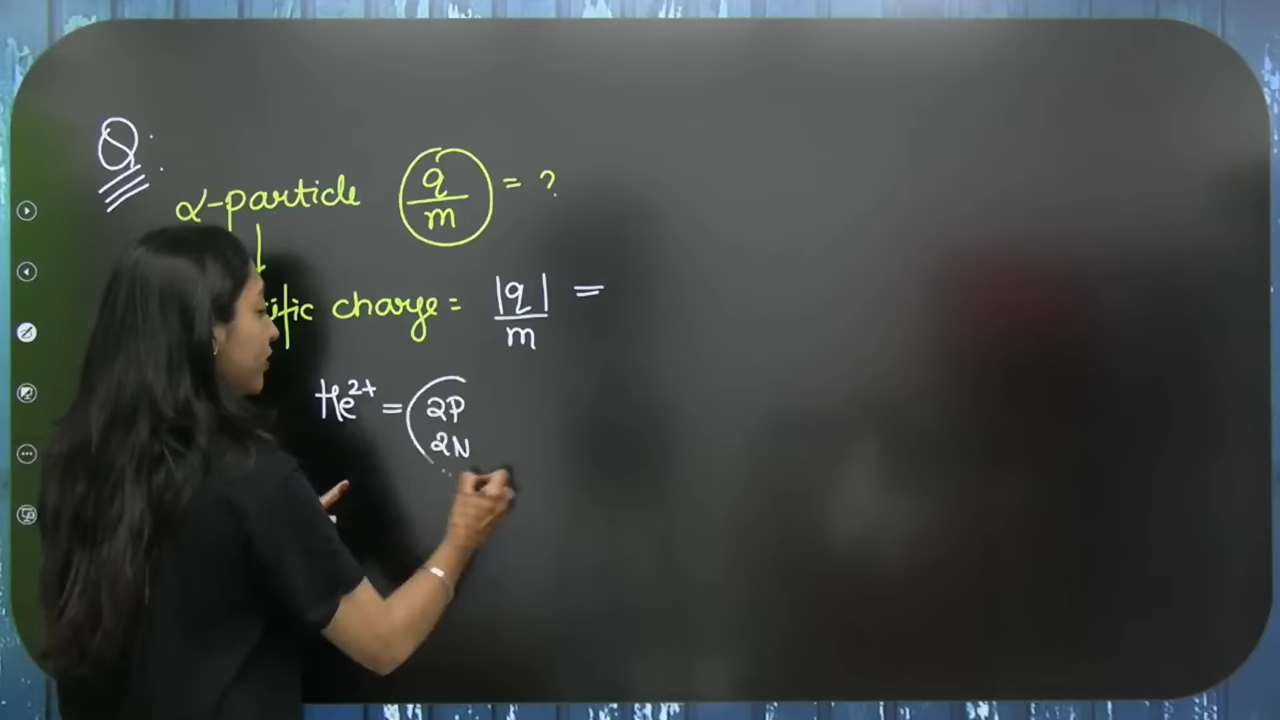 Q.
α-particle q/m = ?
charge = |q|/m =
He²⁺ = (2P
2N